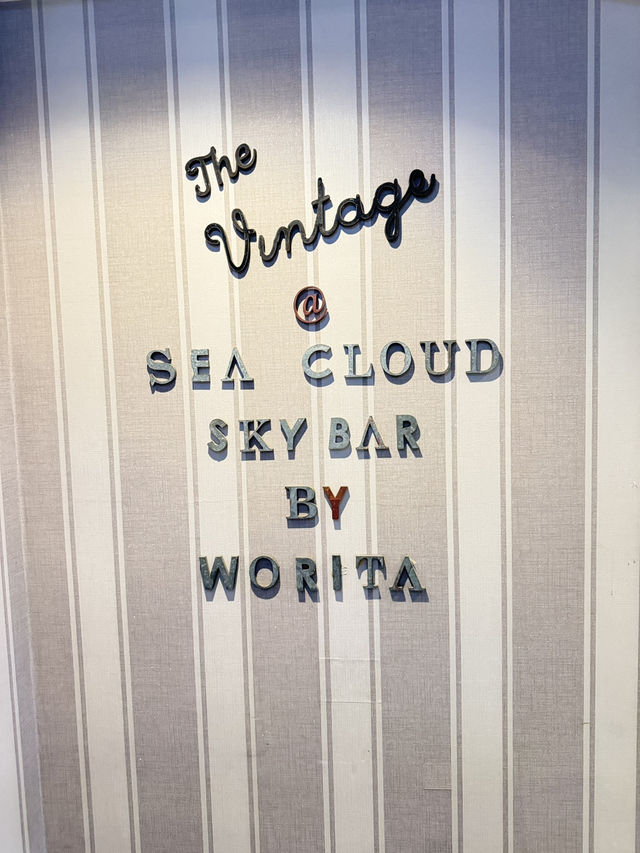 The
Vintage
@
SEA CLOUD
SKY BAR
BY
WORITA